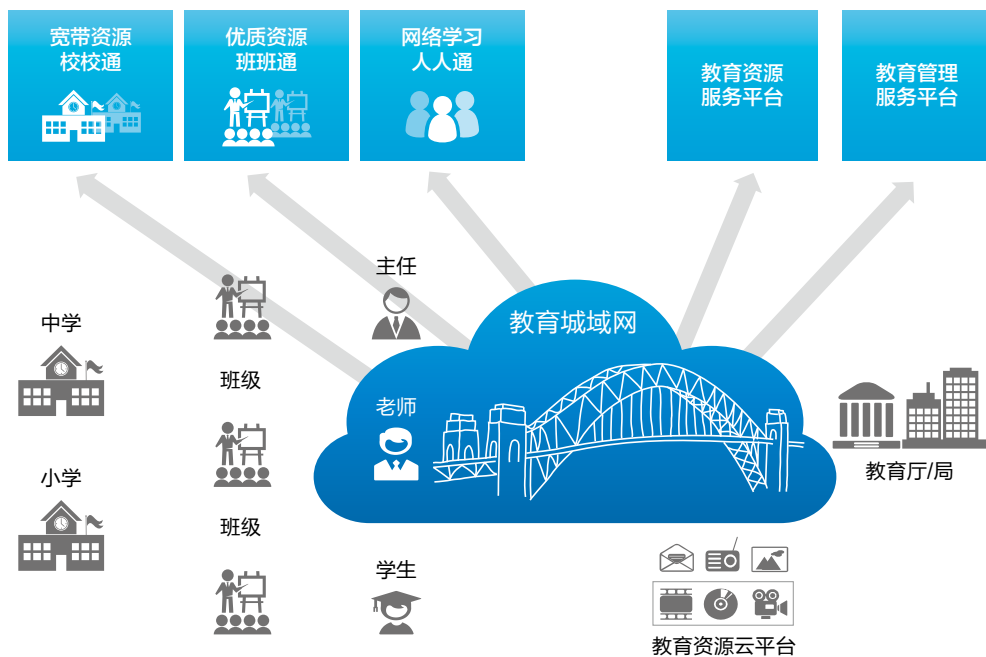 宽带资源
校校通
优质资源
班班通
网络学习
人人通
教育资源
服务平台
教育管理
服务平台
主任
中学
教育城域网
班级
老师
小学
教育厅/局
班级
学生
教育资源云平台